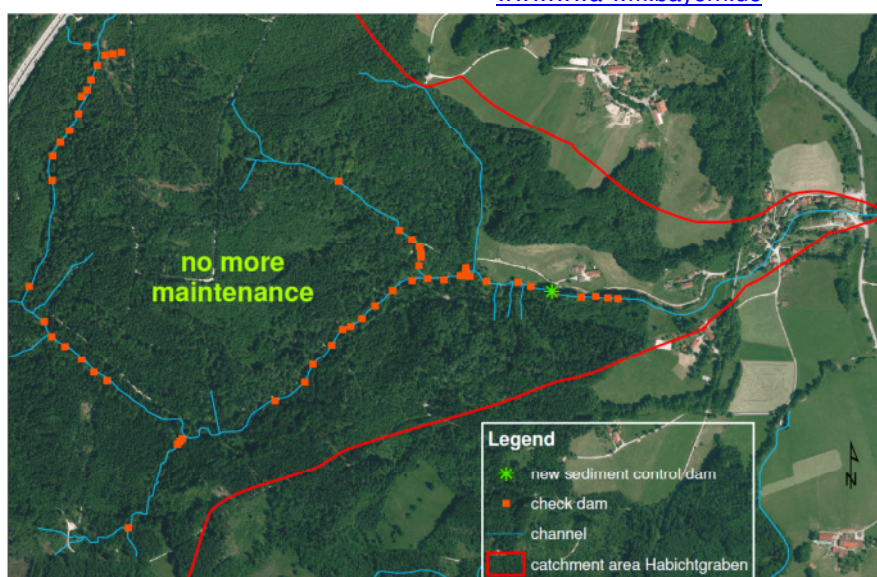 no more
maintenance
Legend
new sediment control dam
check dam
channel
catchment area Habichtgraben